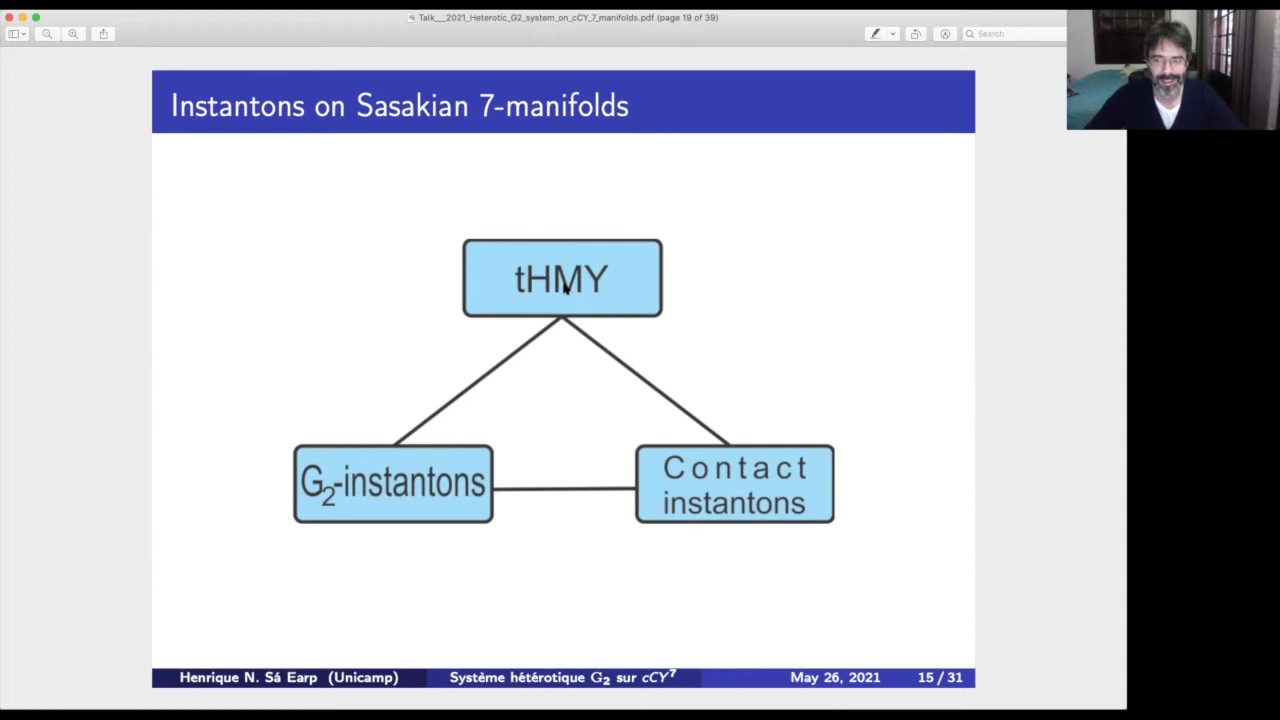 Talk___2021_Heterotic_G2_system_on_cCY_7_manifolds.pdf (page 19 of 39)
Search
Instantons on Sasakian 7-manifolds
tHMY
G₂-instantons
Contact
instantons
Henrique N. Sá Earp (Unicamp) Système hétérotique G₂ sur cCY⁷ May 26, 2021 15 / 31